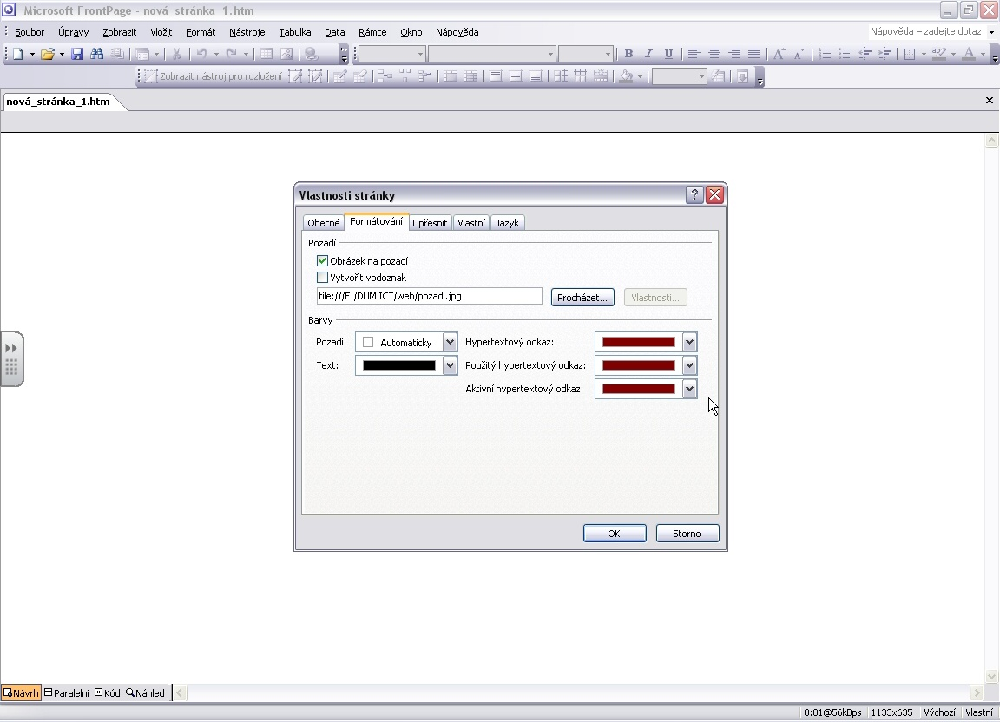 Microsoft FrontPage - nová_stránka_1.htm
Soubor Úpravy Zobrazit Vložit Formát Nástroje Tabulka Data Rámce Okno Nápověda Nápověda – zadejte dotaz
B I U A A ab A
Zobrazit nástroj pro rozložení
nová_stránka_1.htm
Vlastnosti stránky
Obecné Formátování Upřesnit Vlastní Jazyk
Pozadí
Obrázek na pozadí
Vytvořit vodoznak
file:///E:/DUM ICT/web/pozadi.jpg Procházet... Vlastnosti...
Barvy
Pozadí: Automaticky Hypertextový odkaz:
Text: Použitý hypertextový odkaz:
Aktivní hypertextový odkaz:
OK Storno
Návrh Paralelní Kód Náhled
0:01@56kBps 1133x635 Výchozí Vlastní